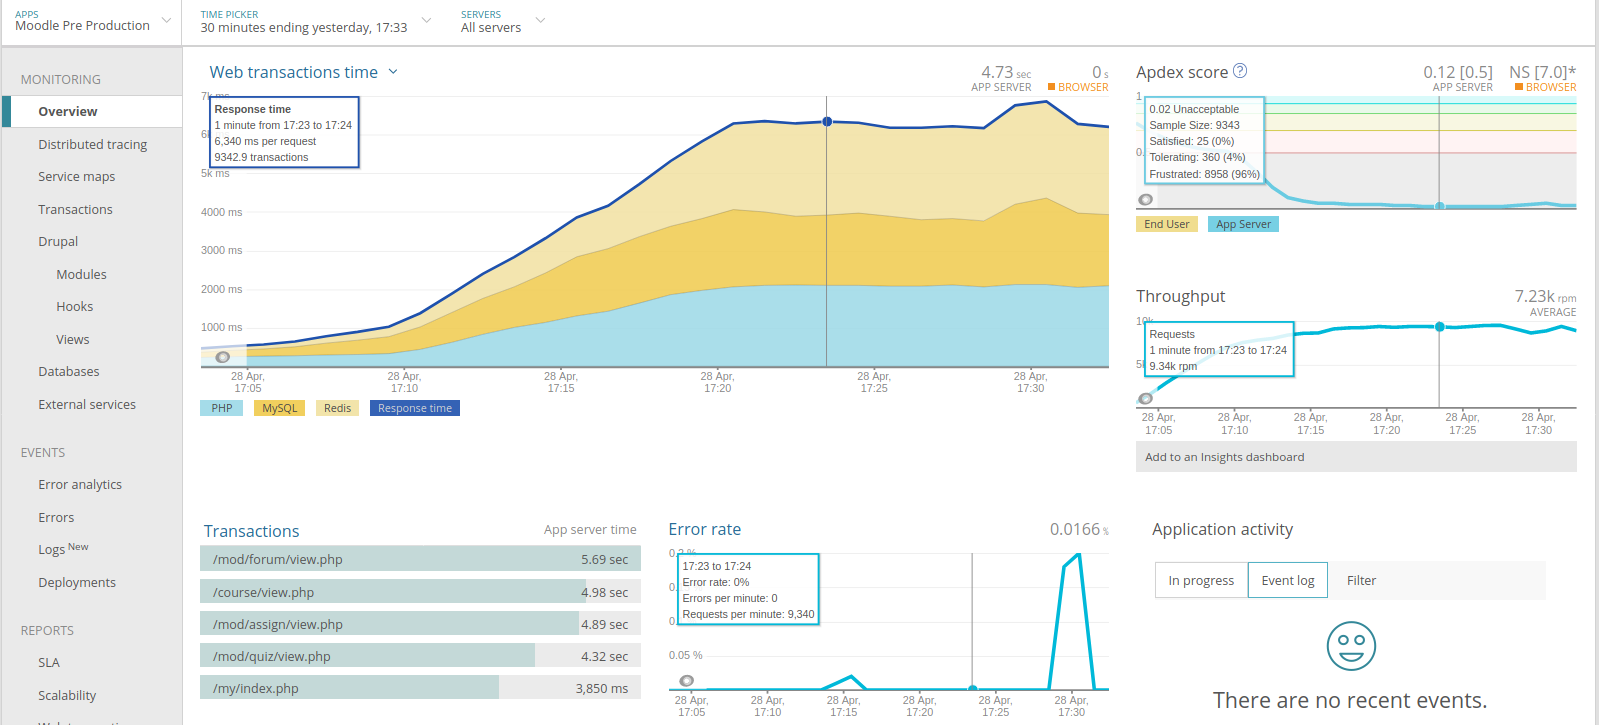 APPS
Moodle Pre Production
TIME PICKER
30 minutes ending yesterday, 17:33
SERVERS
All servers
MONITORING
Overview
Distributed tracing
Service maps
Transactions
Drupal
Modules
Hooks
Views
Databases
External services
EVENTS
Error analytics
Errors
Logs New
Deployments
REPORTS
SLA
Scalability
Web transactions time
4.73 sec
APP SERVER
0 s
BROWSER
Response time
1 minute from 17:23 to 17:24
6,340 ms per request
9342.9 transactions
5k ms
4000 ms
3000 ms
2000 ms
1000 ms
28 Apr, 17:05
28 Apr, 17:10
28 Apr, 17:15
28 Apr, 17:20
28 Apr, 17:25
28 Apr, 17:30
PHP
MySQL
Redis
Response time
Apdex score ?
0.12 [0.5]
APP SERVER
NS [7.0]*
BROWSER
1
0.02 Unacceptable
Sample Size: 9343
Satisfied: 25 (0%)
Tolerating: 360 (4%)
Frustrated: 8958 (96%)
End User
App Server
Throughput
7.23k rpm
AVERAGE
10k
Requests
1 minute from 17:23 to 17:24
9.34k rpm
28 Apr, 17:05
28 Apr, 17:10
28 Apr, 17:15
28 Apr, 17:20
28 Apr, 17:25
28 Apr, 17:30
Add to an Insights dashboard
Transactions
App server time
/mod/forum/view.php 5.69 sec
/course/view.php 4.98 sec
/mod/assign/view.php 4.89 sec
/mod/quiz/view.php 4.32 sec
/my/index.php 3,850 ms
Error rate
0.0166 %
17:23 to 17:24
Error rate: 0%
Errors per minute: 0
Requests per minute: 9,340
0.05 %
28 Apr, 17:05
28 Apr, 17:10
28 Apr, 17:15
28 Apr, 17:20
28 Apr, 17:25
28 Apr, 17:30
Application activity
In progress
Event log
Filter
There are no recent events.